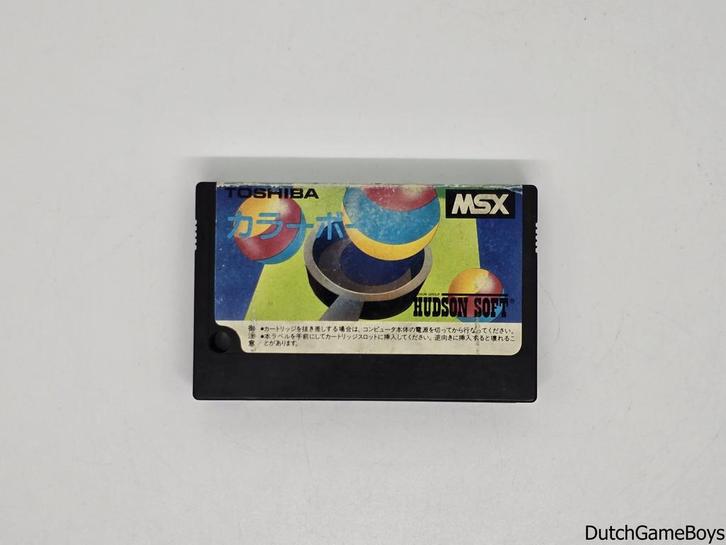 TOSHIBA
MSX
カラーボー
HUDSON SOFT
御注意
●カートリッジを抜き差しする場合は、コンピュータ本体の電源を切ってから行なってください。
●本ラベルを手前にしてカートリッジスロットに挿入してください。逆向きに挿入すると壊れるこ
とがあります。
DutchGameBoys